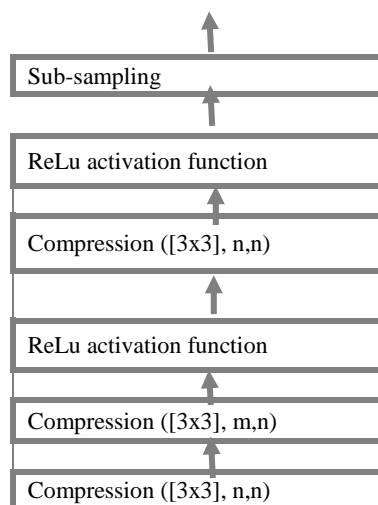 Sub-sampling
ReLu activation function
Compression ([3x3], n,n)
ReLu activation function
Compression ([3x3], m,n)
Compression ([3x3], n,n)